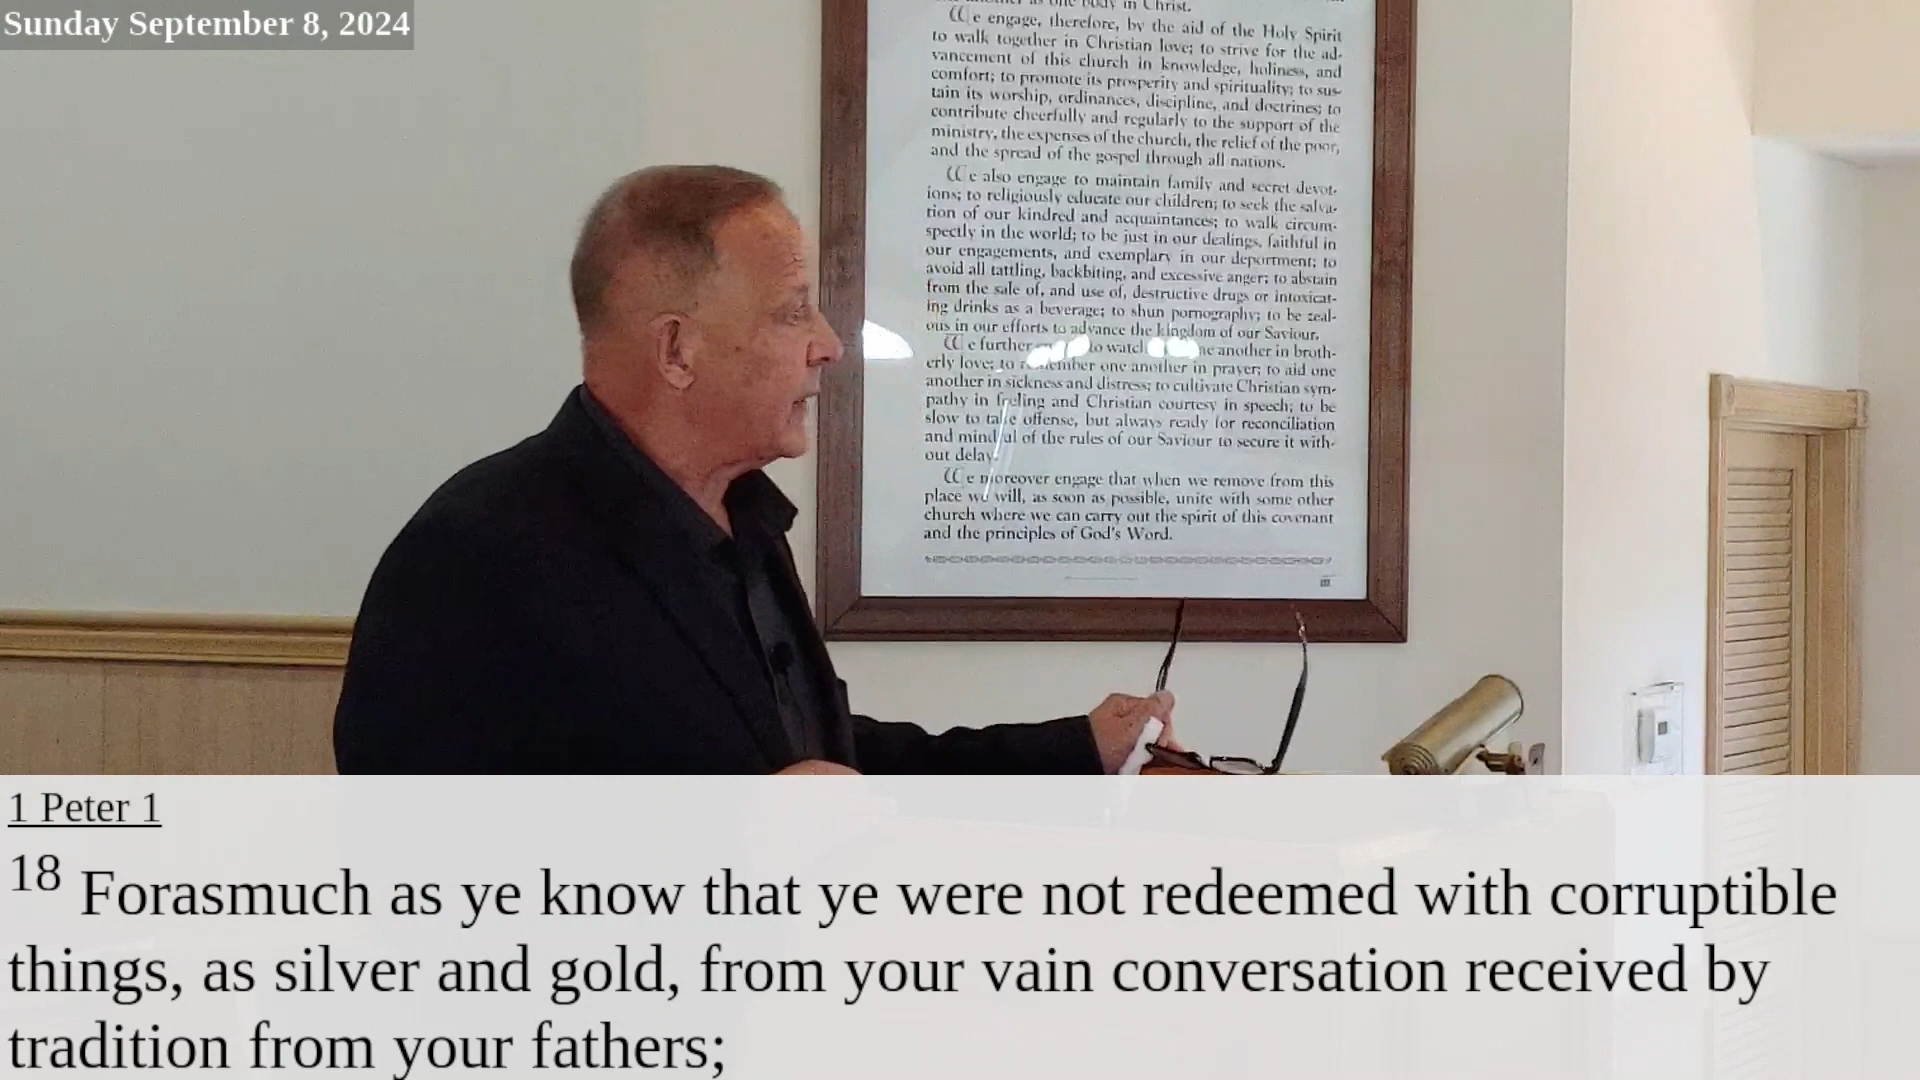 Sunday September 8, 2024
another as one body in Christ.
We engage, therefore, by the aid of the Holy Spirit
to walk together in Christian love; to strive for the ad-
vancement of this church in knowledge, holiness, and
comfort; to promote its prosperity and spirituality; to sus-
tain its worship, ordinances, discipline, and doctrines; to
contribute cheerfully and regularly to the support of the
ministry, the expenses of the church, the relief of the poor,
and the spread of the gospel through all nations.
We also engage to maintain family and secret devot-
ions; to religiously educate our children; to seek the salva-
tion of our kindred and acquaintances; to walk circum-
spectly in the world; to be just in our dealings, faithful in
our engagements, and exemplary in our deportment; to
avoid all tattling, backbiting, and excessive anger; to abstain
from the sale of, and use of, destructive drugs or intoxicat-
ing drinks as a beverage; to shun pornography; to be zeal-
ous in our efforts to advance the kingdom of our Saviour.
We further to watch one another in broth-
erly love; to remember one another in prayer; to aid one
another in sickness and distress; to cultivate Christian sym-
pathy in feeling and Christian courtesy in speech; to be
slow to take offense, but always ready for reconciliation
and mindful of the rules of our Saviour to secure it with-
out delay.
We moreover engage that when we remove from this
place we will, as soon as possible, unite with some other
church where we can carry out the spirit of this covenant
and the principles of God's Word.
1 Peter 1
18 Forasmuch as ye know that ye were not redeemed with corruptible
things, as silver and gold, from your vain conversation received by
tradition from your fathers;